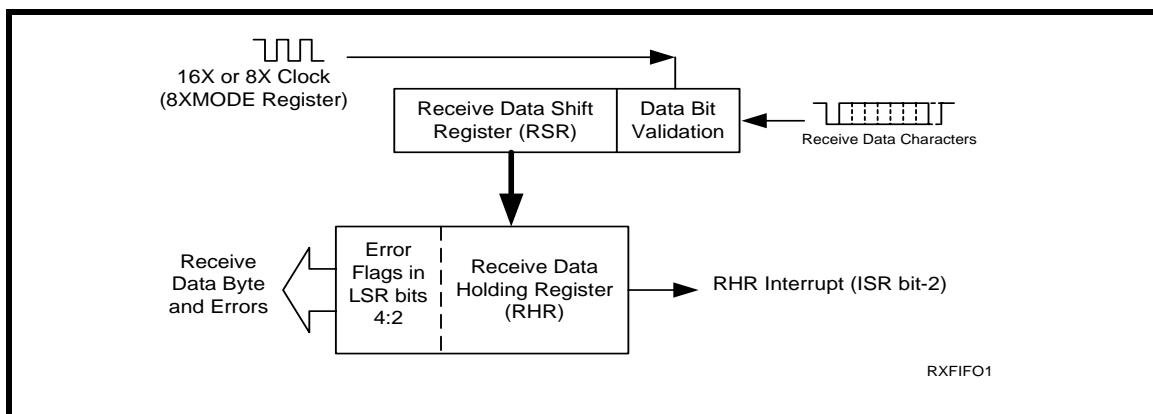 16X or 8X Clock
(8XMODE Register)
Receive Data Shift
Register (RSR)
Data Bit
Validation
Receive Data Characters
Receive
Data Byte
and Errors
Error
Flags in
LSR bits
4:2
Receive Data
Holding Register
(RHR)
RHR Interrupt (ISR bit-2)
RXFIFO1